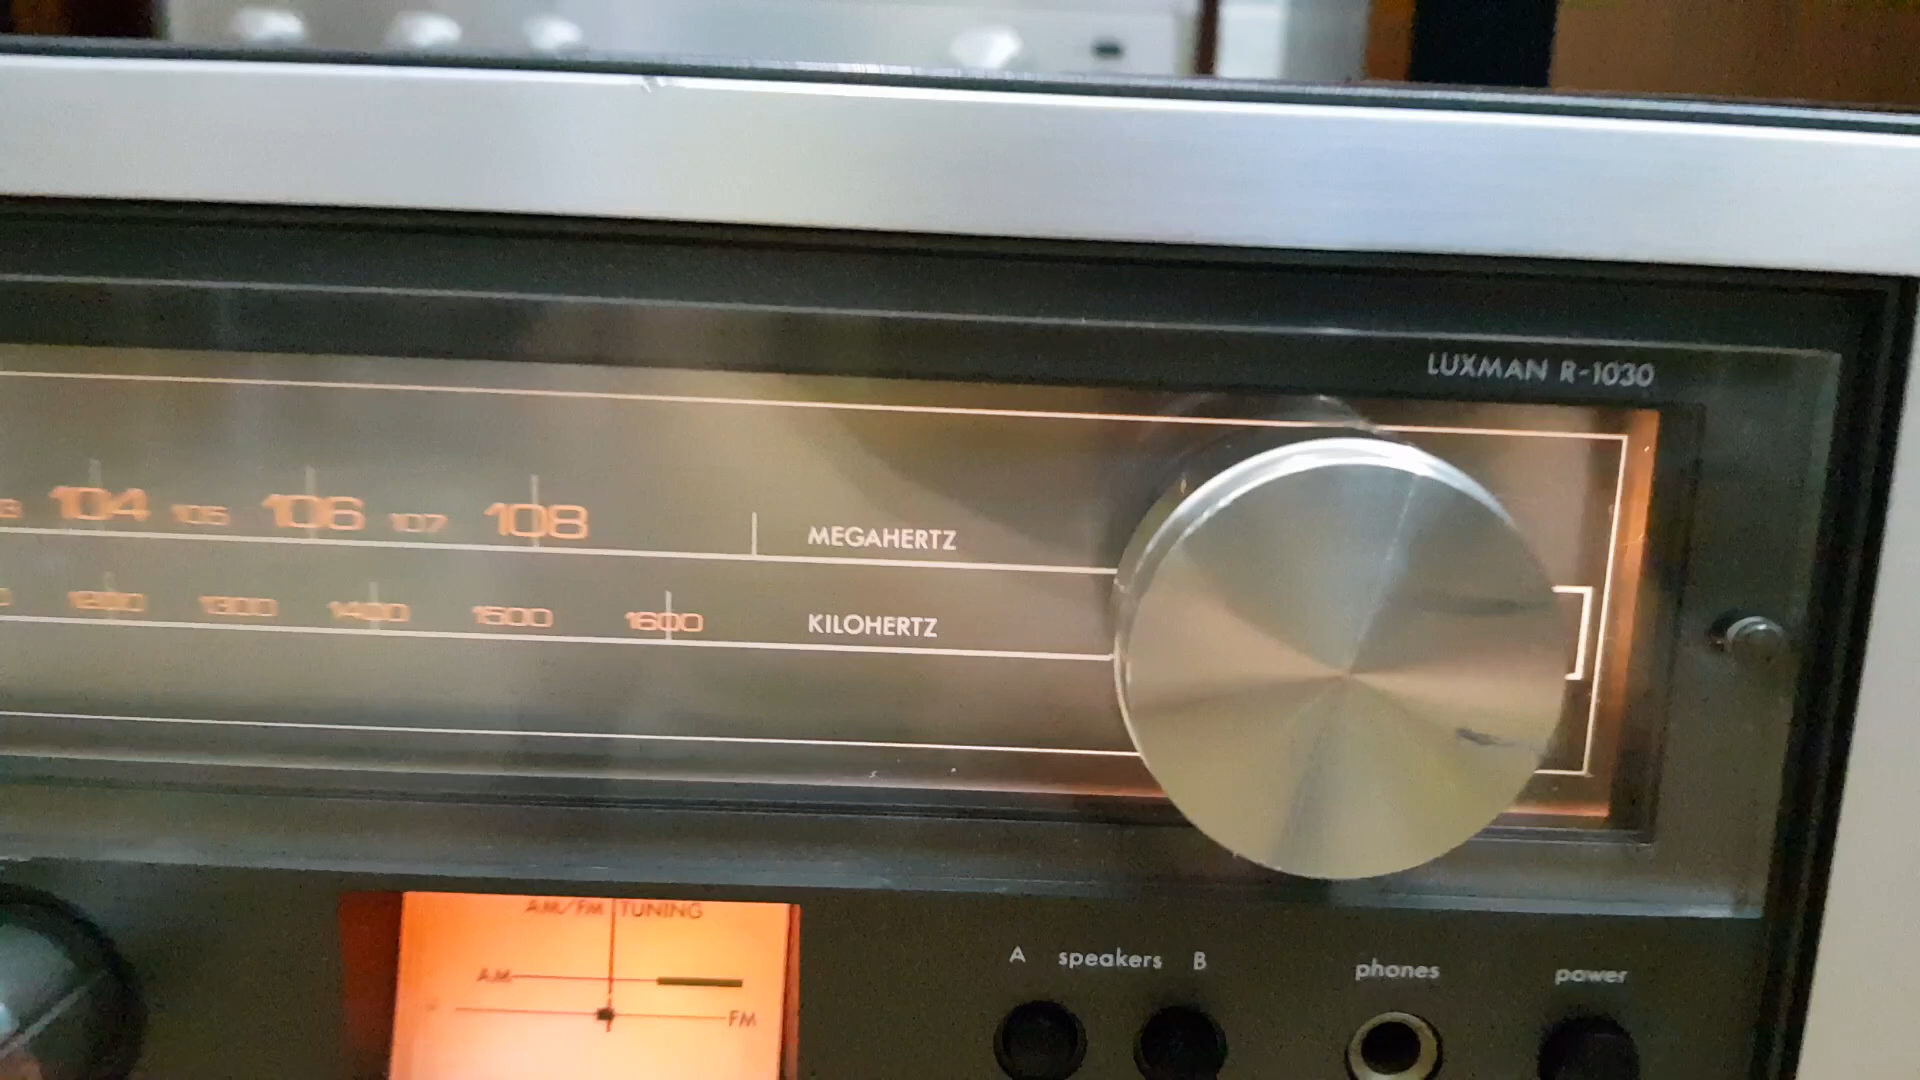 LUXMAN R-1030
104 105 106 107 108 MEGAHERTZ
1200 1300 1400 1500 1600 KILOHERTZ
AM/FM TUNING
AM
FM
A speakers B
phones
power